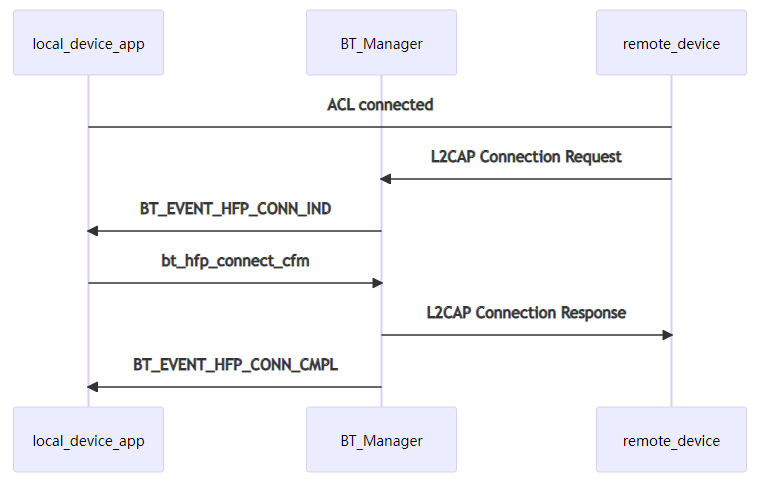 local_device_app
BT_Manager
remote_device
ACL connected
L2CAP Connection Request
BT_EVENT_HFP_CONN_IND
bt_hfp_connect_cfm
L2CAP Connection Response
BT_EVENT_HFP_CONN_CMPL
local_device_app
BT_Manager
remote_device